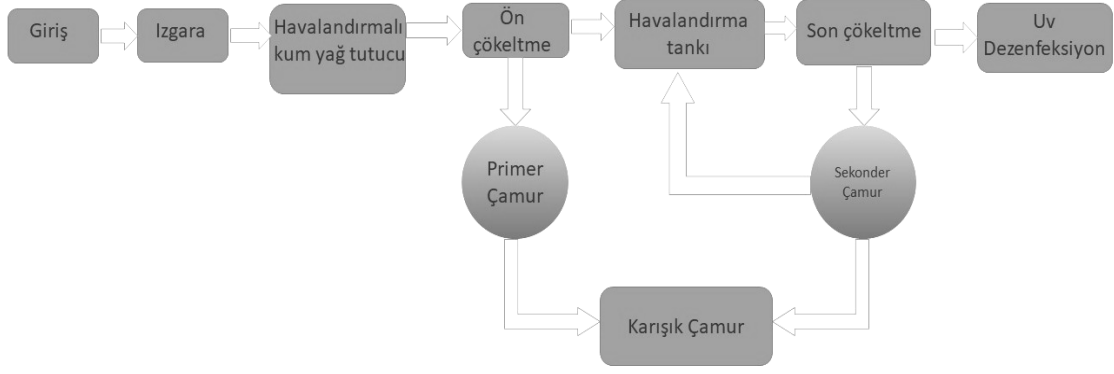 Giriş
Izgara
Havalandırmalı
kum yağ tutucu
Ön
çökeltme
Havalandırma
tankı
Son çökeltme
Uv
Dezenfeksiyon
Primer
Çamur
Sekonder
Çamur
Karışık Çamur